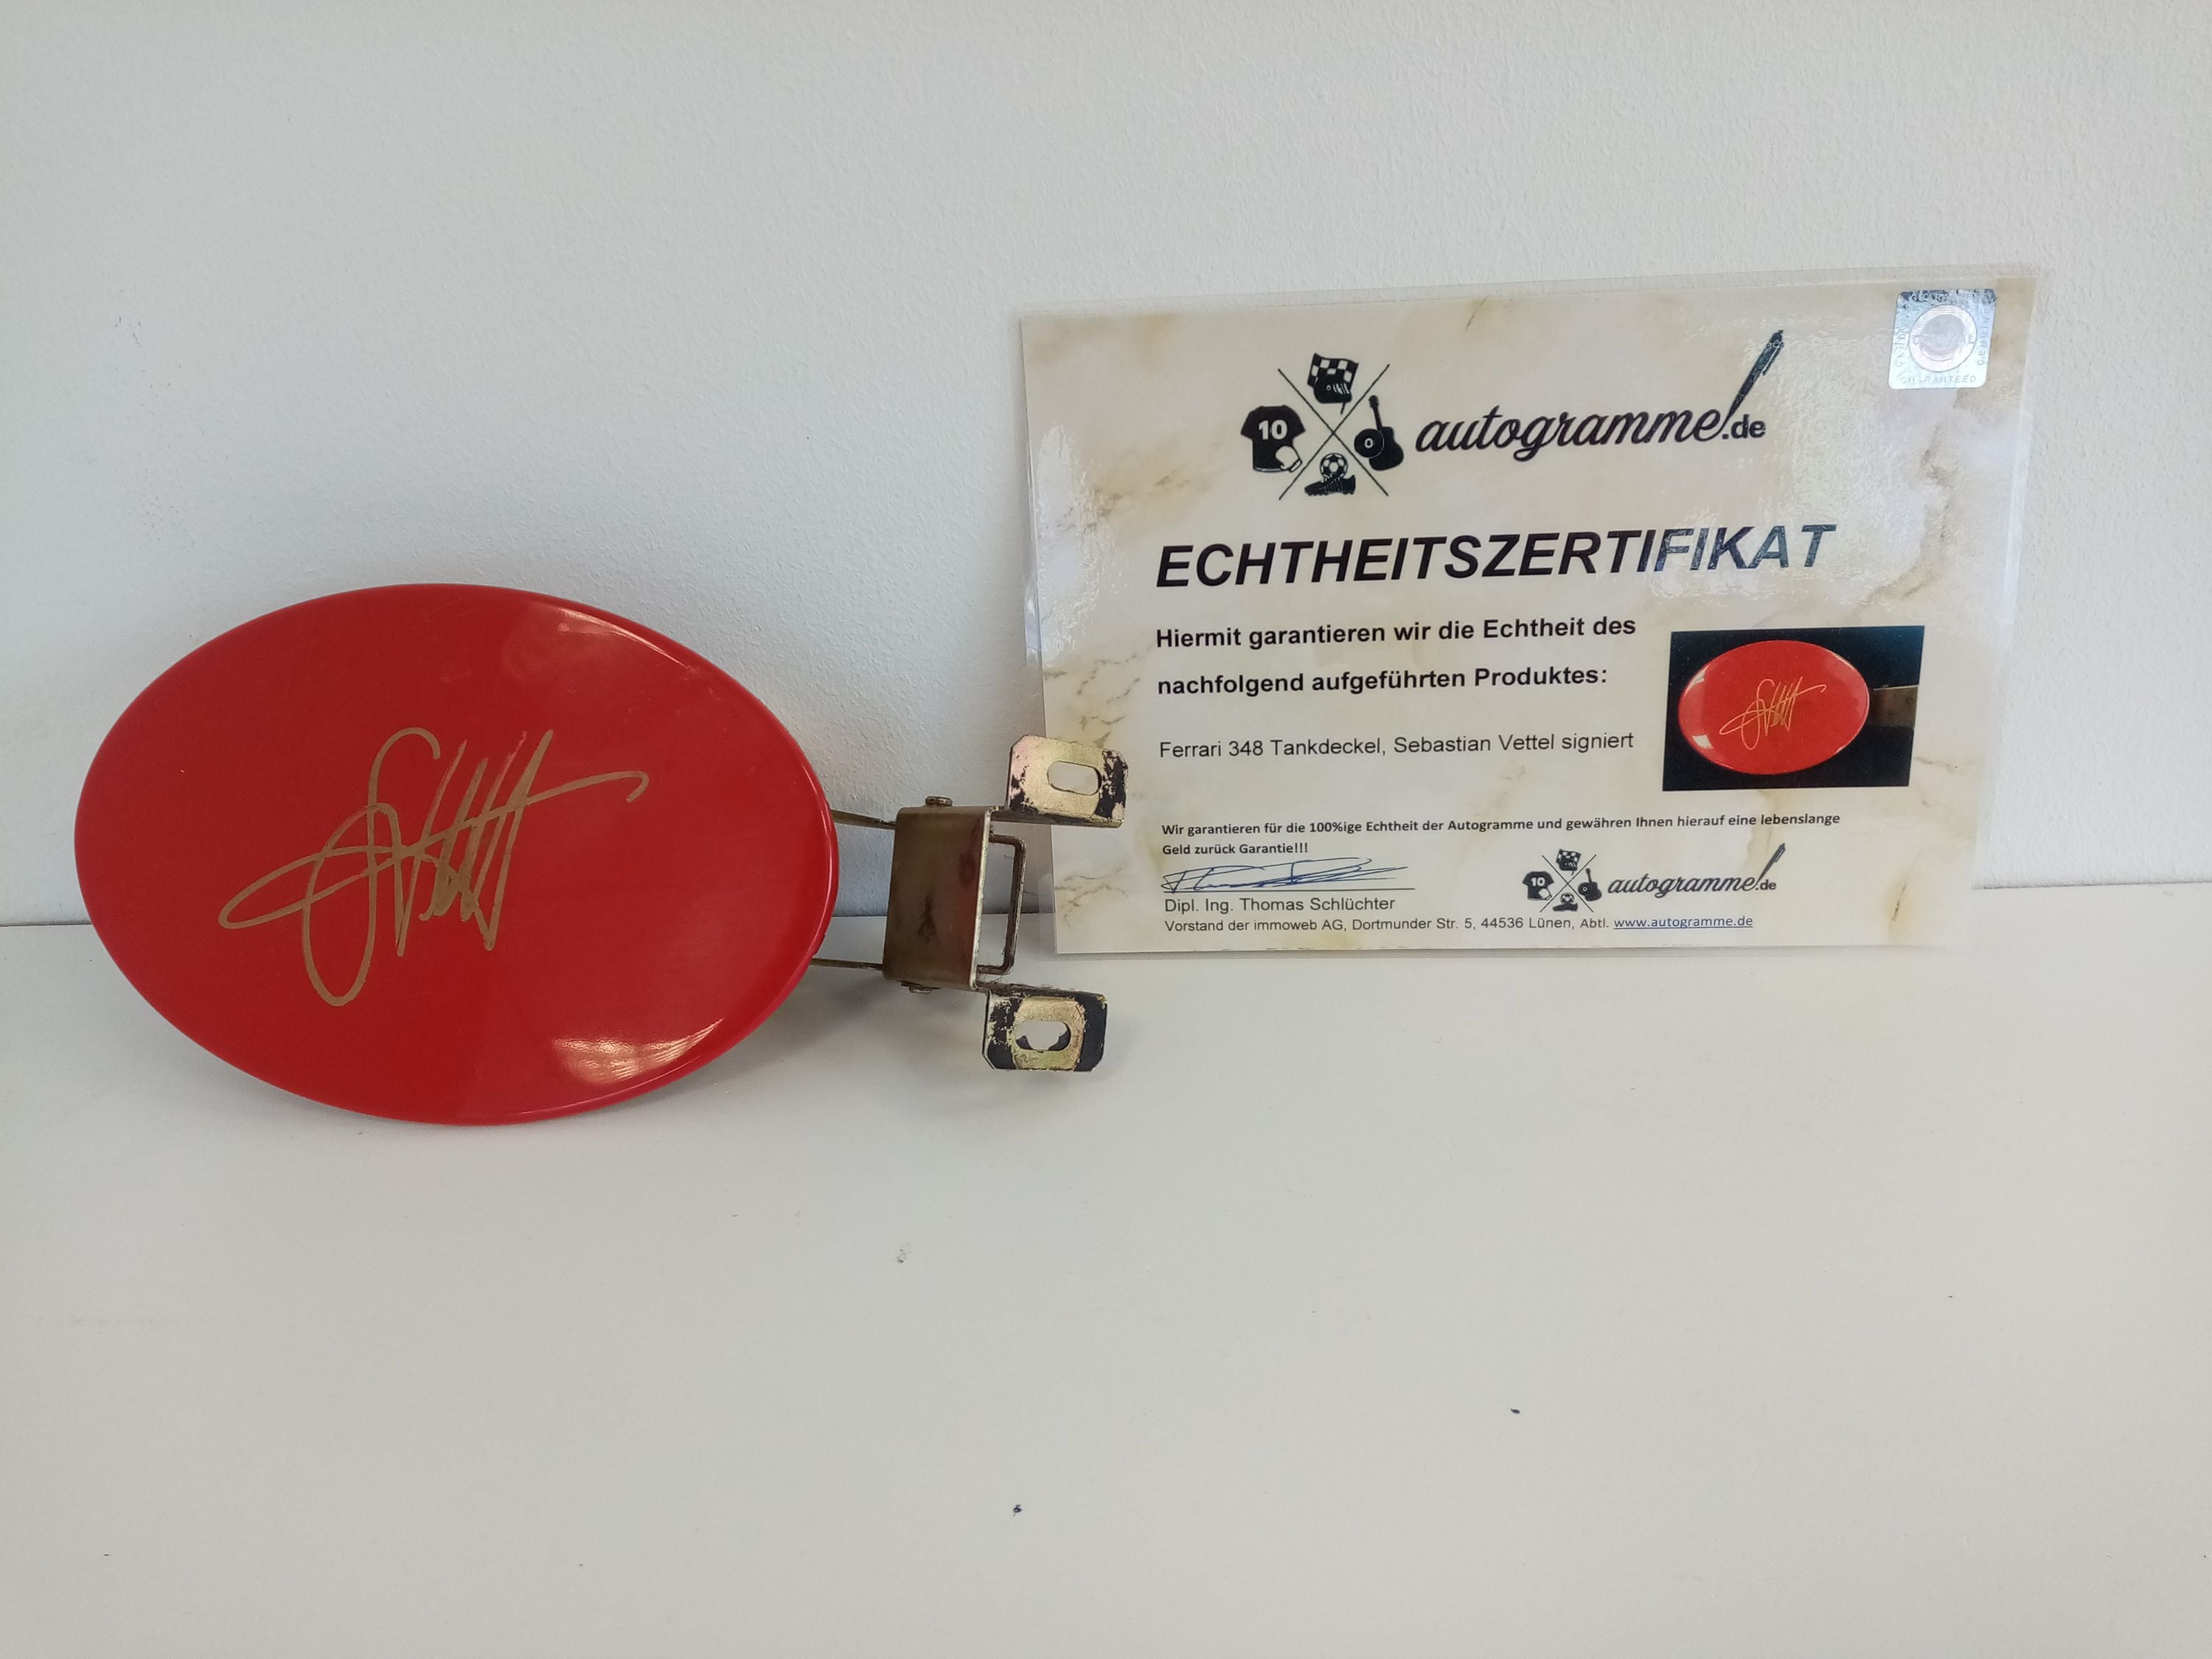 10
autogramme.de
GUARANTEED
ECHTHEITSZERTIFIKAT
Hiermit garantieren wir die Echtheit des
nachfolgend aufgeführten Produktes:
Ferrari 348 Tankdeckel, Sebastian Vettel signiert
Wir garantieren für die 100%ige Echtheit der Autogramme und gewähren Ihnen hierauf eine lebenslange
Geld zurück Garantie!!!
10
autogramme.de
Dipl. Ing. Thomas Schlüchter
Vorstand der immoweb AG, Dortmunder Str. 5, 44536 Lünen, Abtl. www.autogramme.de